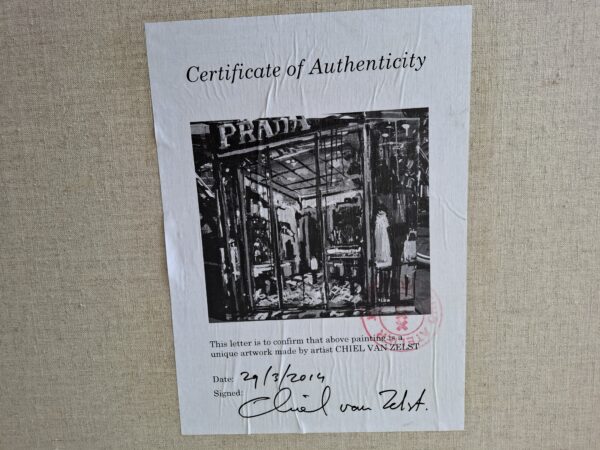 Certificate of Authenticity
PRADA
This letter is to confirm that above painting is a
unique artwork made by artist CHIEL VAN ZELST
Date: 29/3/2014
Signed: Chiel van Zelst.